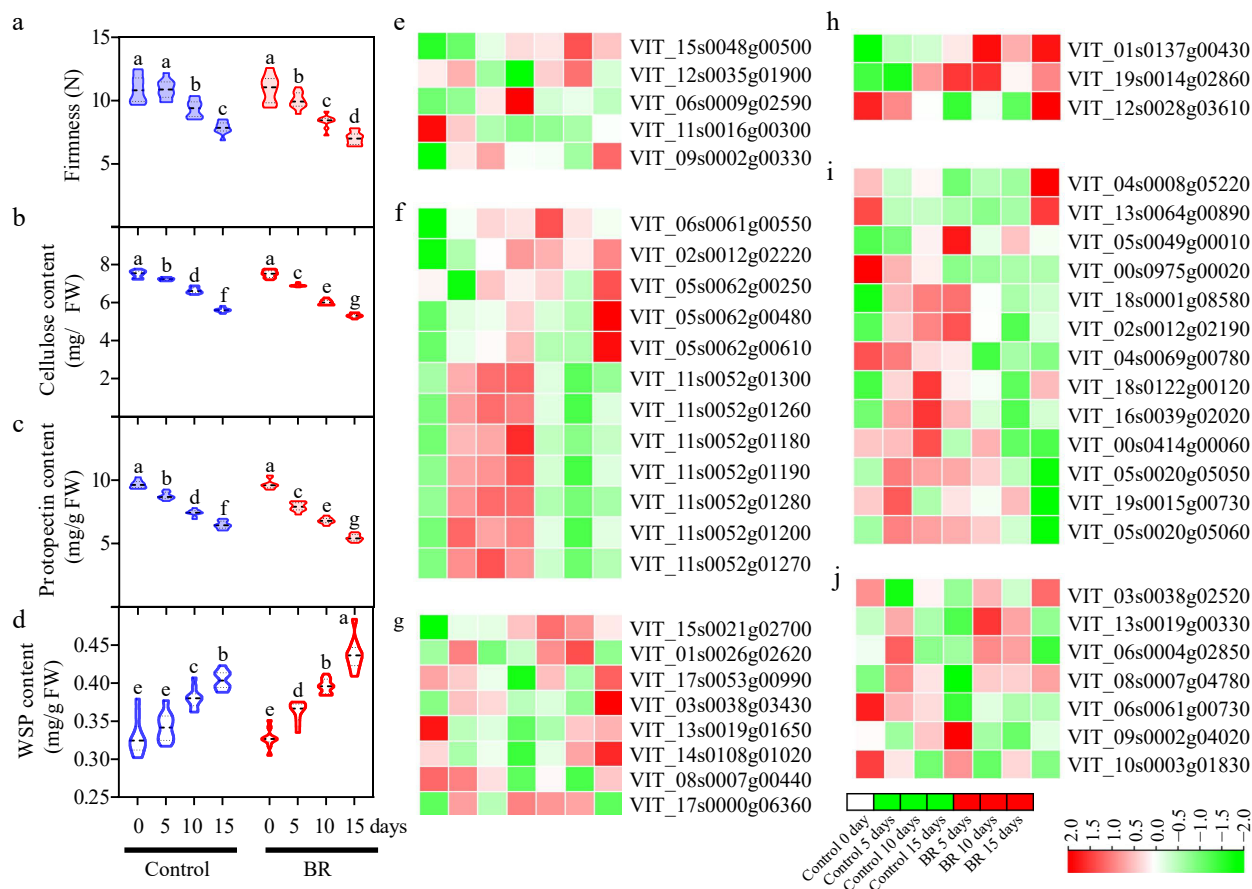 a
15
10
5
Firmness (N)
a
a
b
c
a
b
c
d
b
8
6
4
2
Cellulose content
(mg/ FW)
a
b
d
f
a
c
e
g
c
10
5
Protopectin content
(mg/g FW)
a
b
d
f
a
c
e
g
d
0.45
0.40
0.35
0.30
0.25
WSP content
(mg/g FW)
e
e
c
b
e
d
b
a
0 5 10 15 0 5 10 15 days
Control BR
e
VIT_15s0048g00500
VIT_12s0035g01900
VIT_06s0009g02590
VIT_11s0016g00300
VIT_09s0002g00330
f
VIT_06s0061g00550
VIT_02s0012g02220
VIT_05s0062g00250
VIT_05s0062g00480
VIT_05s0062g00610
VIT_11s0052g01300
VIT_11s0052g01260
VIT_11s0052g01180
VIT_11s0052g01190
VIT_11s0052g01280
VIT_11s0052g01200
VIT_11s0052g01270
g
VIT_15s0021g02700
VIT_01s0026g02620
VIT_17s0053g00990
VIT_03s0038g03430
VIT_13s0019g01650
VIT_14s0108g01020
VIT_08s0007g00440
VIT_17s0000g06360
h
VIT_01s0137g00430
VIT_19s0014g02860
VIT_12s0028g03610
i
VIT_04s0008g05220
VIT_13s0064g00890
VIT_05s0049g00010
VIT_00s0975g00020
VIT_18s0001g08580
VIT_02s0012g02190
VIT_04s0069g00780
VIT_18s0122g00120
VIT_16s0039g02020
VIT_00s0414g00060
VIT_05s0020g05050
VIT_19s0015g00730
VIT_05s0020g05060
j
VIT_03s0038g02520
VIT_13s0019g00330
VIT_06s0004g02850
VIT_08s0007g04780
VIT_06s0061g00730
VIT_09s0002g04020
VIT_10s0003g01830
Control 0 day
Control 5 days
Control 10 days
Control 15 days
BR 5 days
BR 10 days
BR 15 days
2.0
1.5
1.0
0.5
0.0
−0.5
−1.0
−1.5
−2.0